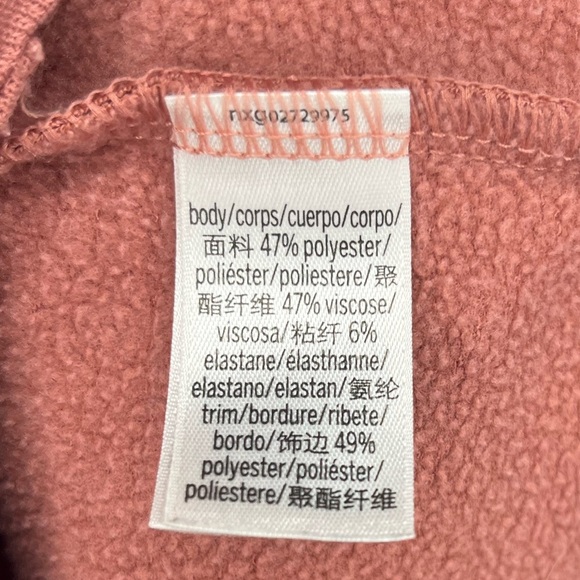 nxg02729975
body/corps/cuerpo/corpo/
面料 47% polyester/
poliéster/poliestere/聚
酯纤维 47% viscose/
viscosa/粘纤 6%
elastane/élasthanne/
elastano/elastan/氨纶
trim/bordure/ribete/
bordo/饰边 49%
polyester/poliéster/
poliestere/聚酯纤维